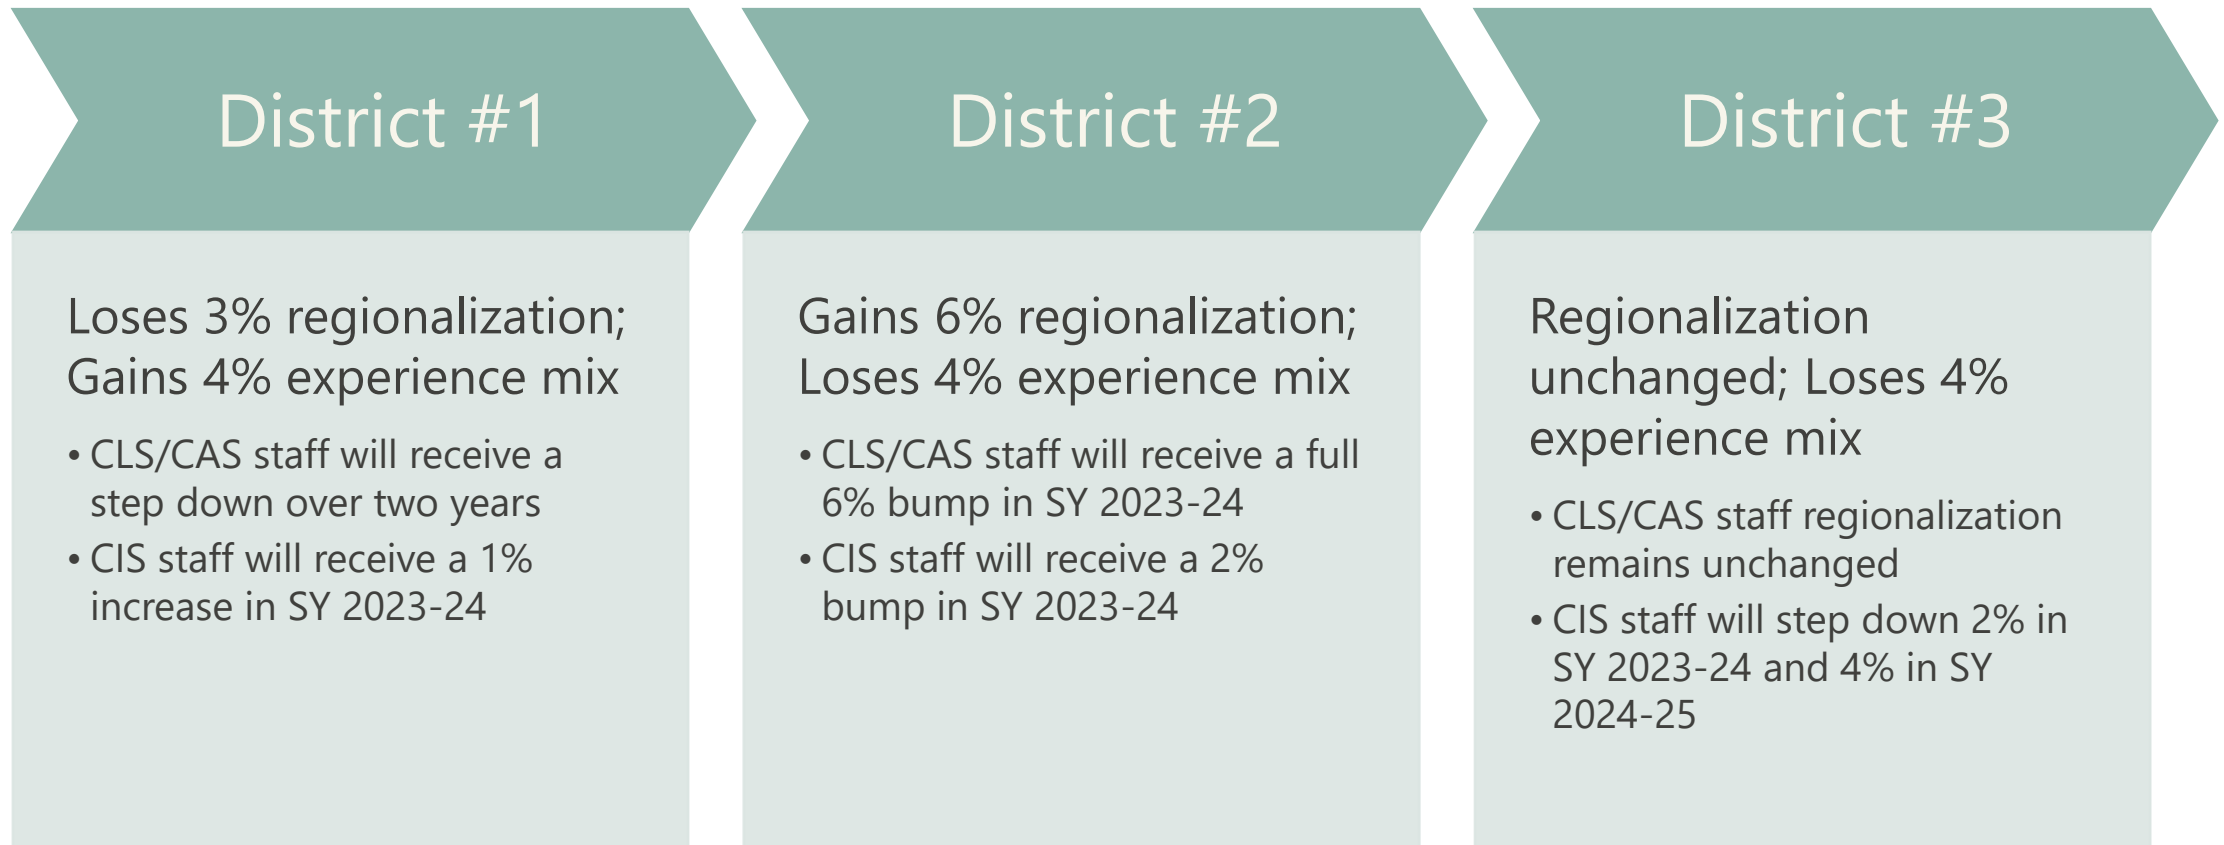 District #1
Loses 3% regionalization;
Gains 4% experience mix
• CLS/CAS staff will receive a
step down over two years
• CIS staff will receive a 1%
increase in SY 2023-24
District #2
Gains 6% regionalization;
Loses 4% experience mix
• CLS/CAS staff will receive a full
6% bump in SY 2023-24
• CIS staff will receive a 2%
bump in SY 2023-24
District #3
Regionalization
unchanged; Loses 4%
experience mix
• CLS/CAS staff regionalization
remains unchanged
• CIS staff will step down 2% in
SY 2023-24 and 4% in SY
2024-25